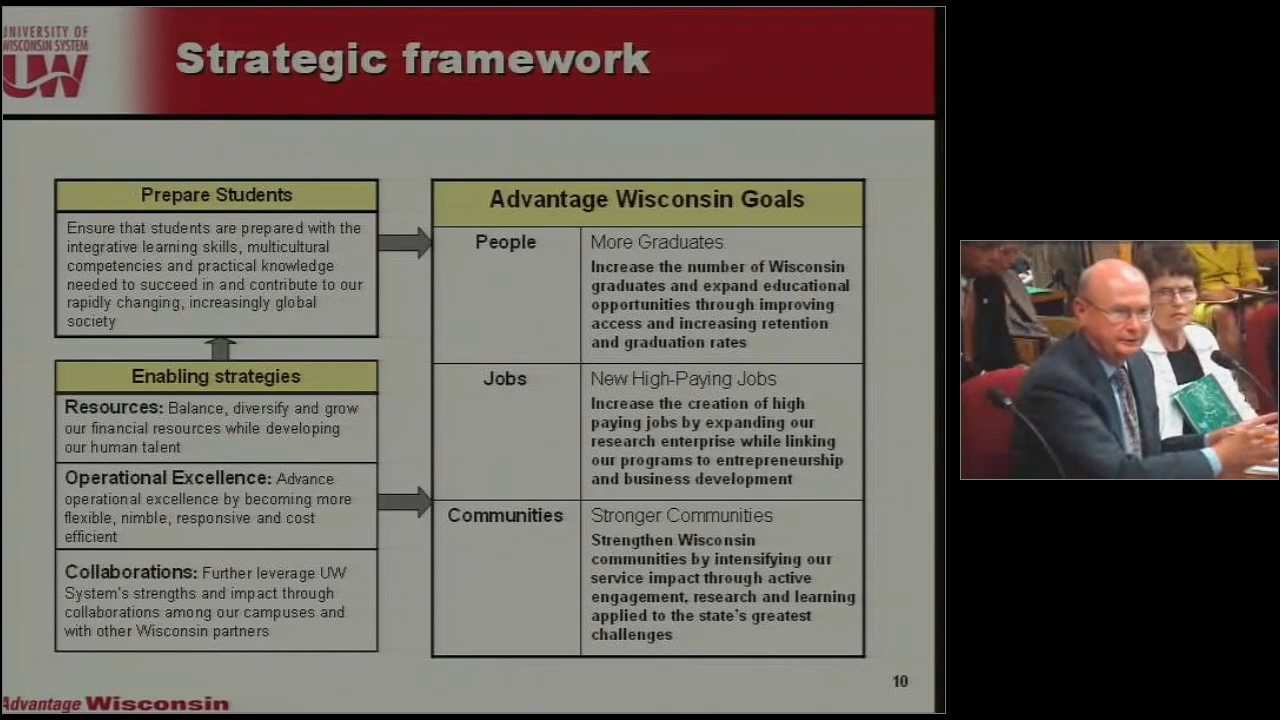 UNIVERSITY OF
WISCONSIN SYSTEM
UW
Strategic framework
Prepare Students
Ensure that students are prepared with the
integrative learning skills, multicultural
competencies and practical knowledge
needed to succeed in and contribute to our
rapidly changing, increasingly global
society
Enabling strategies
Resources: Balance, diversify and grow
our financial resources while developing
our human talent
Operational Excellence: Advance
operational excellence by becoming more
flexible, nimble, responsive and cost
efficient
Collaborations: Further leverage UW
System's strengths and impact through
collaborations among our campuses and
with other Wisconsin partners
Advantage Wisconsin Goals
People
More Graduates
Increase the number of Wisconsin
graduates and expand educational
opportunities through improving
access and increasing retention
and graduation rates
Jobs
New High-Paying Jobs
Increase the creation of high
paying jobs by expanding our
research enterprise while linking
our programs to entrepreneurship
and business development
Communities
Stronger Communities
Strengthen Wisconsin
communities by intensifying our
service impact through active
engagement, research and learning
applied to the state's greatest
challenges
10
Advantage Wisconsin